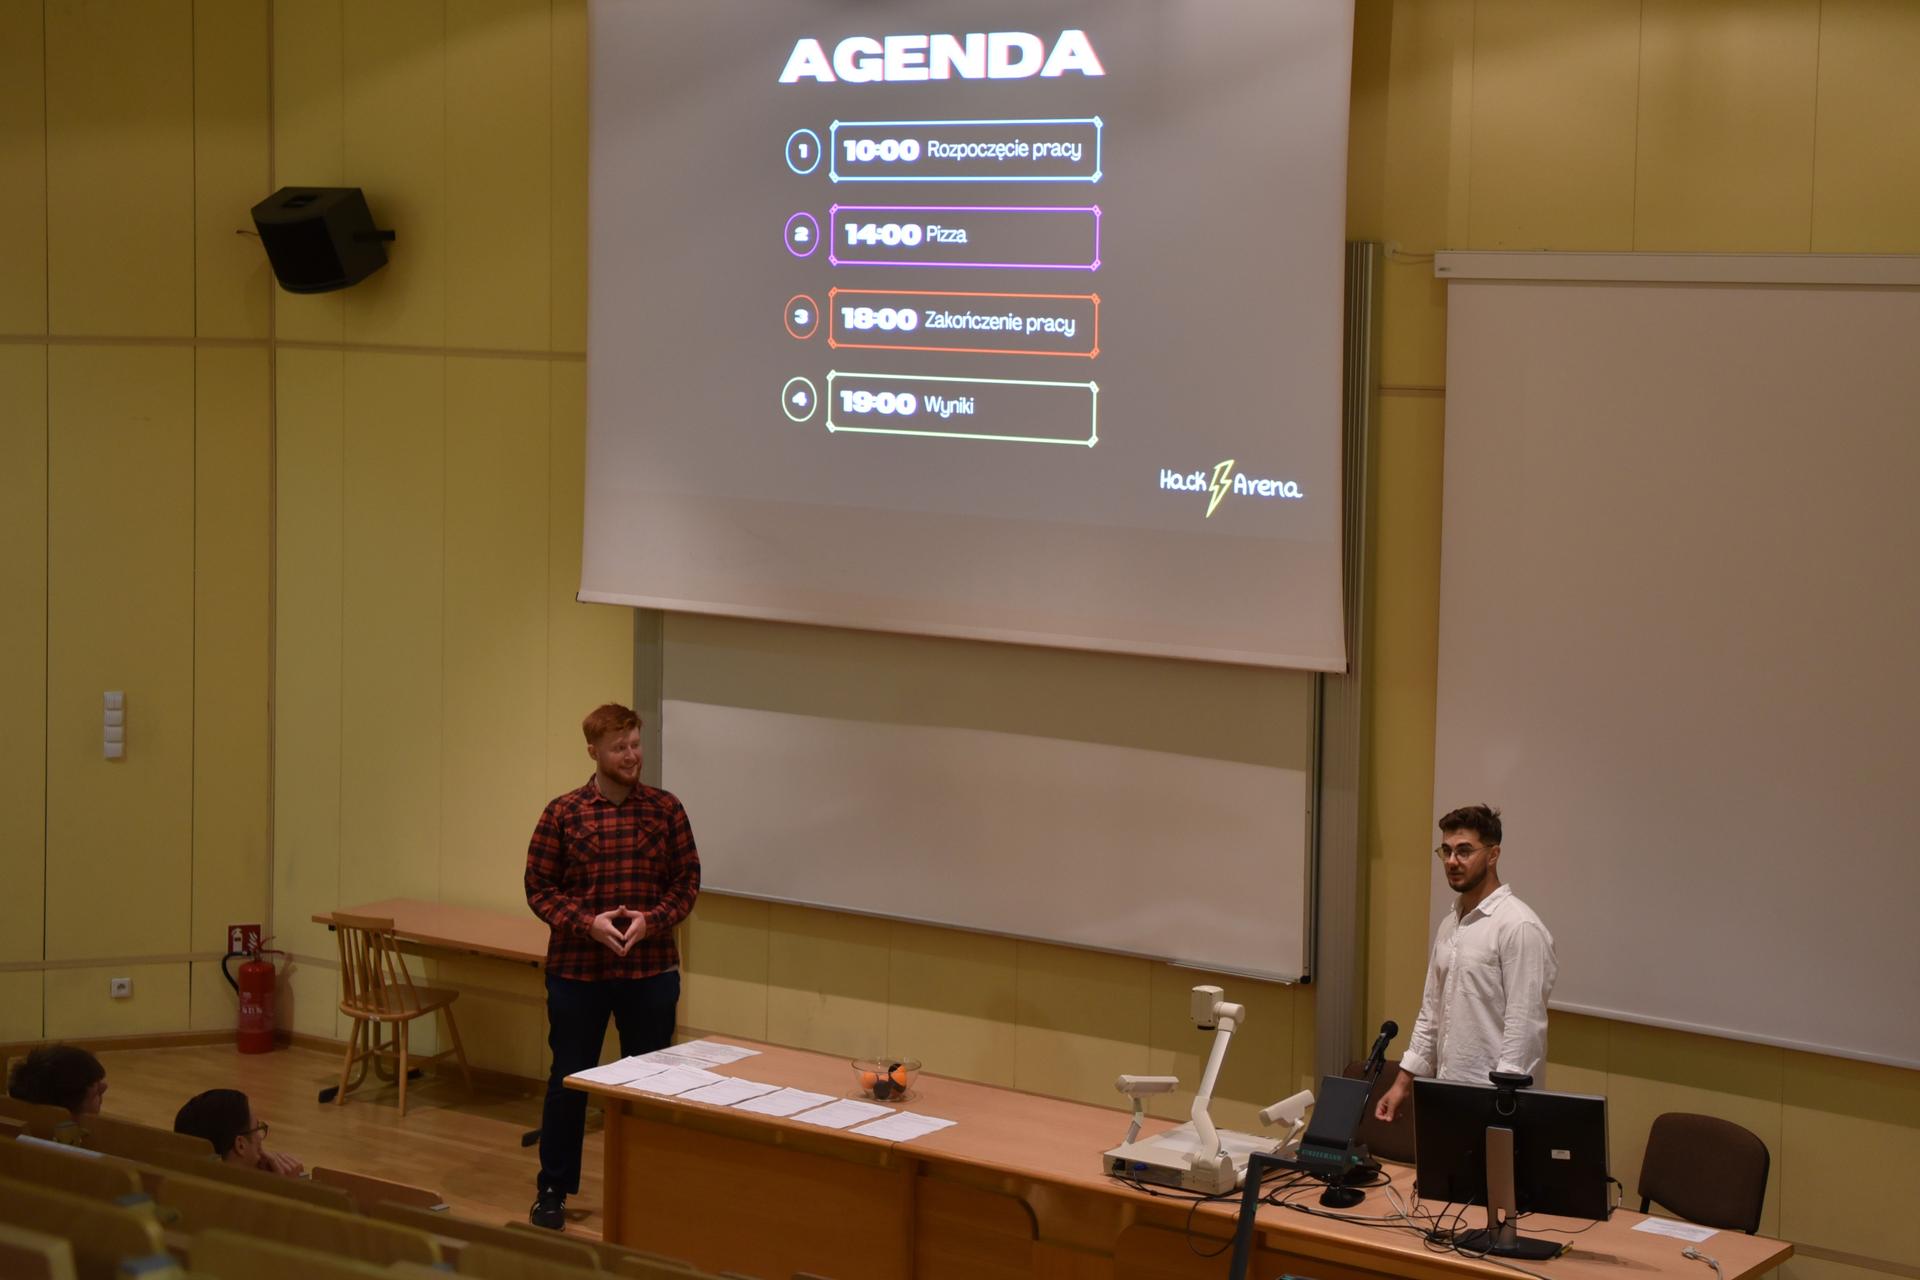 AGENDA
1 10:00 Rozpoczęcie pracy
2 14:00 Pizza
3 18:00 Zakończenie pracy
4 19:00 Wyniki
Hack Arena
KINDERMANN